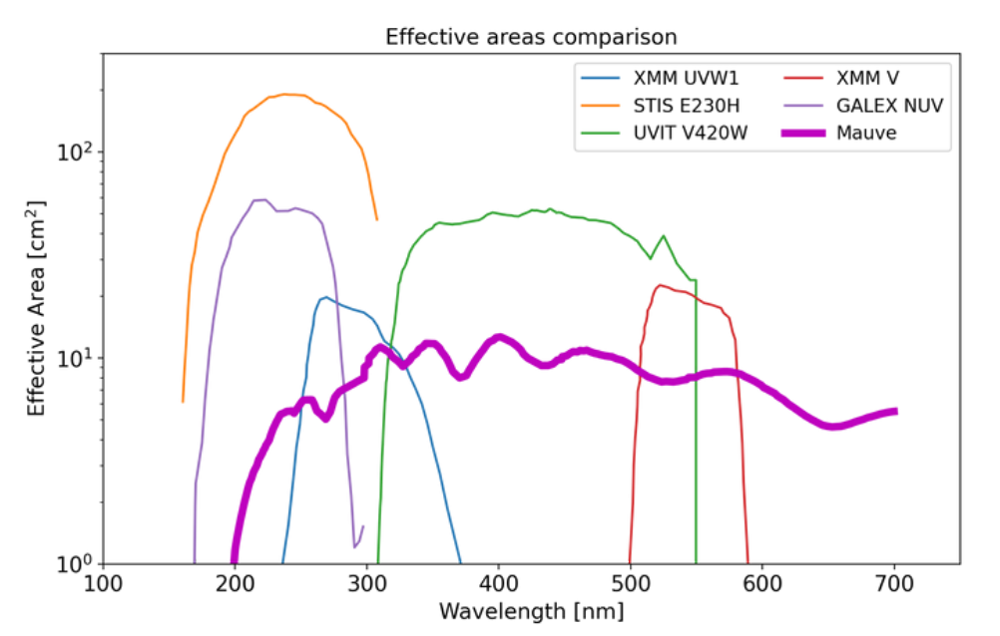 Effective areas comparison
XMM UVW1
STIS E230H
UVIT V420W
XMM V
GALEX NUV
Mauve
Effective Area [cm²]
10²
10¹
10⁰
100 200 300 400 500 600 700
Wavelength [nm]